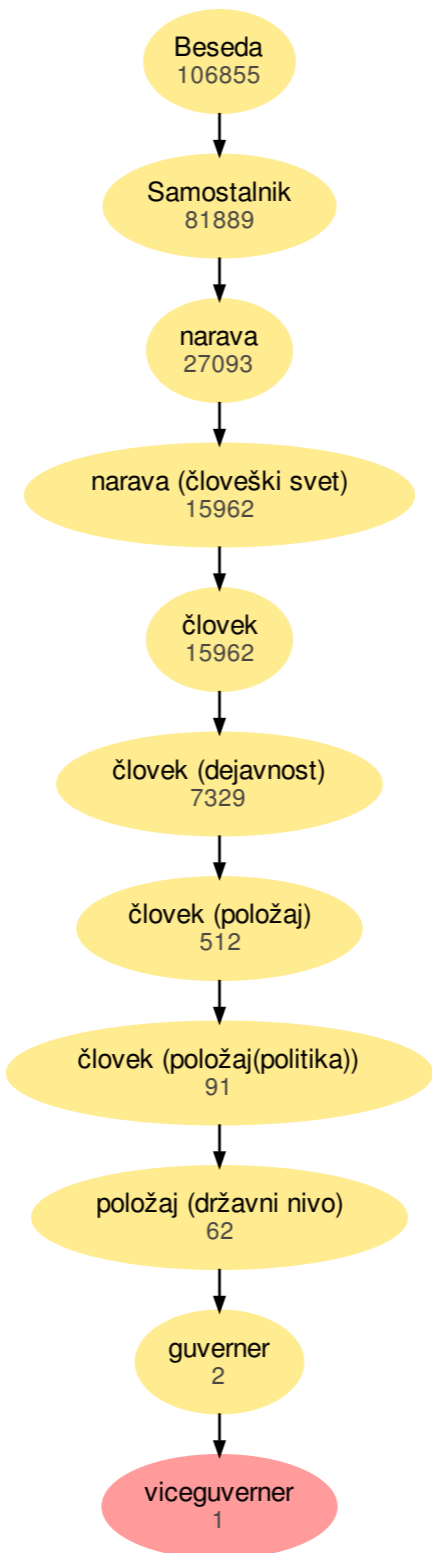 Beseda
106855
Samostalnik
81889
narava
27093
narava (človeški svet)
15962
človek
15962
človek (dejavnost)
7329
človek (položaj)
512
človek (položaj(politika))
91
položaj (državni nivo)
62
guverner
2
viceguverner
1